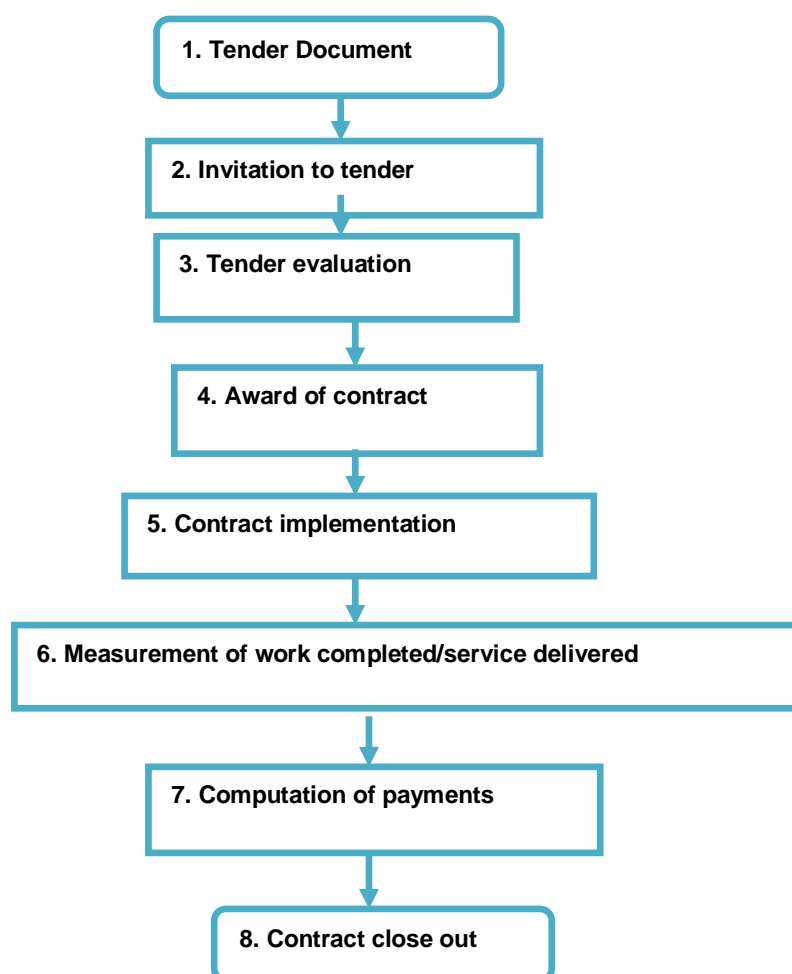 1. Tender Document
2. Invitation to tender
3. Tender evaluation
4. Award of contract
5. Contract implementation
6. Measurement of work completed/service delivered
7. Computation of payments
8. Contract close out